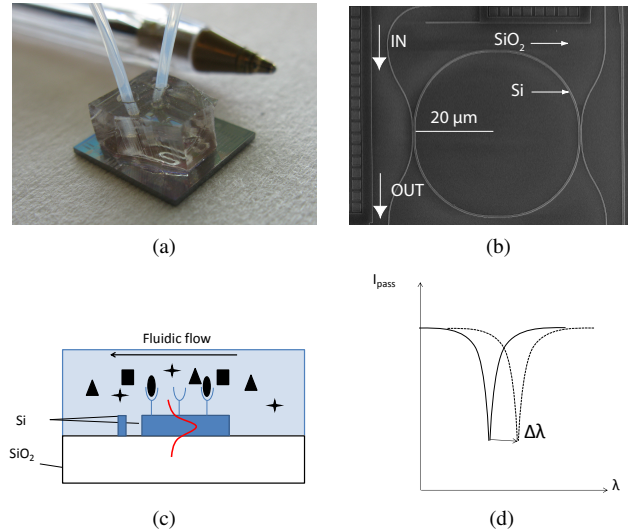 (a)
IN
SiO2
Si
20 µm
OUT
(b)
Fluidic flow
Si
SiO2
(c)
Ipass
Δλ
λ
(d)